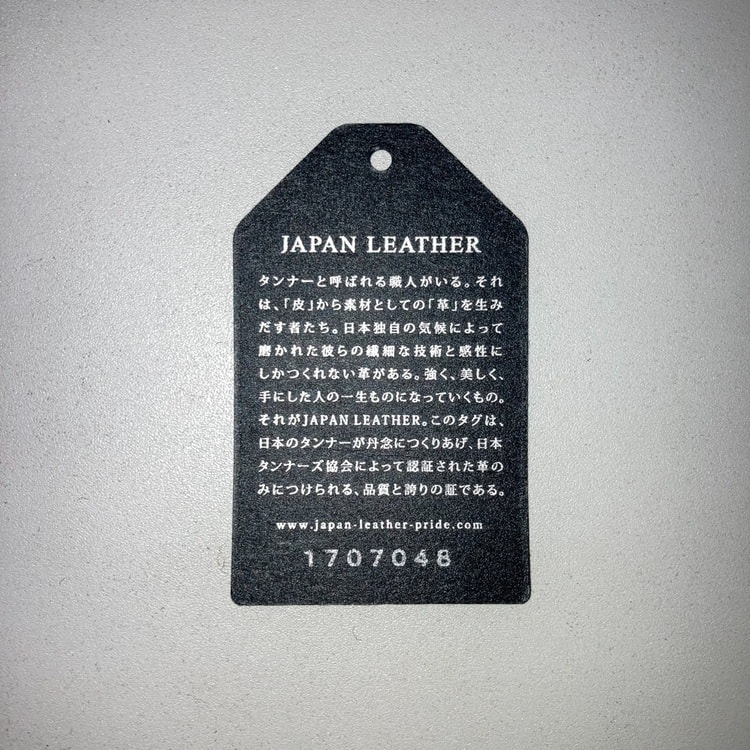 JAPAN LEATHER
タンナーと呼ばれる職人がいる。それ
は、「皮」から素材としての「革」を生み
だす者たち。日本独自の気候によって
磨かれた彼らの繊細な技術と感性に
しかつくれない革がある。強く、美しく、
手にした人の一生ものになっていくもの。
それがJAPAN LEATHER。このタグは、
日本のタンナーが丹念につくりあげ、日本
タンナーズ協会によって認証された革の
みにつけられる、品質と誇りの証である。
www.japan-leather-pride.com
1707048